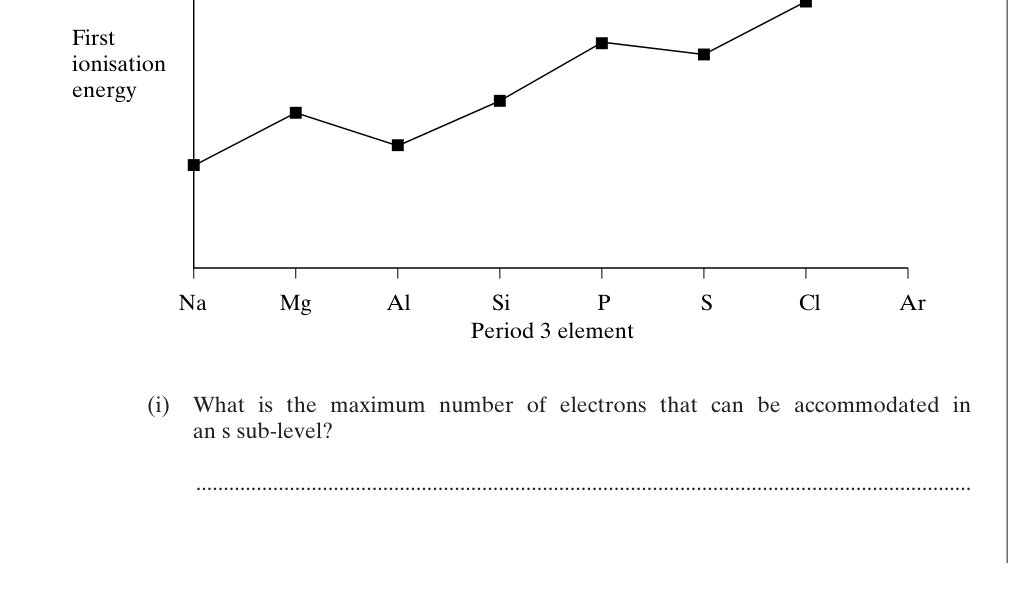 First
ionisation
energy
Na Mg Al Si P S Cl Ar
Period 3 element
(i) What is the maximum number of electrons that can be accommodated in
an s sub-level?